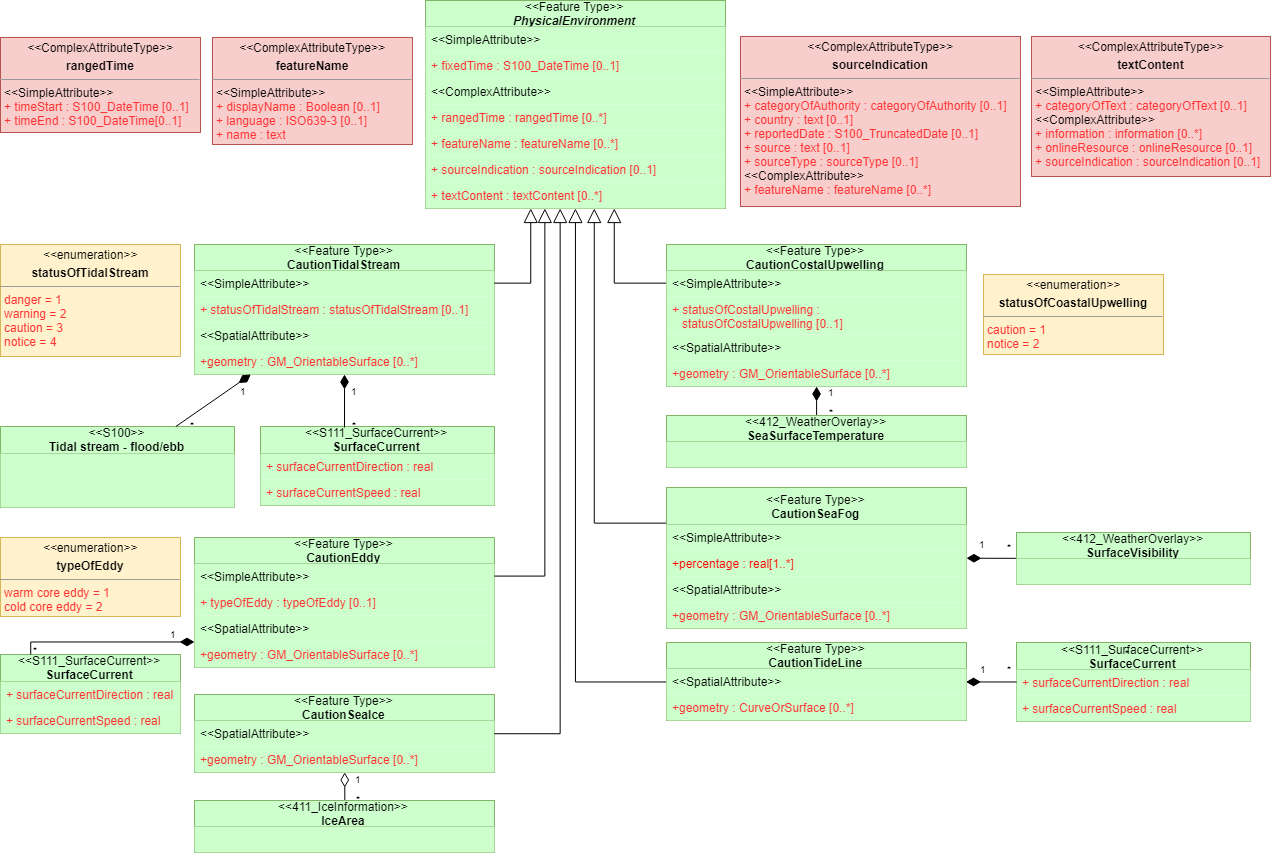 <<Feature Type>>
PhysicalEnvironment
<<SimpleAttribute>>
+ fixedTime : S100_DateTime [0..1]
<<ComplexAttribute>>
+ rangedTime : rangedTime [0..*]
+ featureName : featureName [0..*]
+ sourceIndication : sourceIndication [0..1]
+ textContent : textContent [0..*]
<<ComplexAttributeType>>
rangedTime
<<SimpleAttribute>>
+ timeStart : S100_DateTime [0..1]
+ timeEnd : S100_DateTime[0..1]
<<ComplexAttributeType>>
featureName
<<SimpleAttribute>>
+ displayName : Boolean [0..1]
+ language : ISO639-3 [0..1]
+ name : text
<<ComplexAttributeType>>
sourceIndication
<<SimpleAttribute>>
+ categoryOfAuthority : categoryOfAuthority [0..1]
+ country : text [0..1]
+ reportedDate : S100_TruncatedDate [0..1]
+ source : text [0..1]
+ sourceType : sourceType [0..1]
<<ComplexAttribute>>
+ featureName : featureName [0..*]
<<ComplexAttributeType>>
textContent
<<SimpleAttribute>>
+ categoryOfText : categoryOfText [0..1]
<<ComplexAttribute>>
+ information : information [0..*]
+ onlineResource : onlineResource [0..1]
+ sourceIndication : sourceIndication [0..1]
<<enumeration>>
statusOfTidalStream
danger = 1
warning = 2
caution = 3
notice = 4
<<Feature Type>>
CautionTidalStream
<<SimpleAttribute>>
+ statusOfTidalStream : statusOfTidalStream [0..1]
<<SpatialAttribute>>
+geometry : GM_OrientableSurface [0..*]
1
*
1
*
<<Feature Type>>
CautionCostalUpwelling
<<SimpleAttribute>>
+ statusOfCostalUpwelling :
statusOfCostalUpwelling [0..1]
<<SpatialAttribute>>
+geometry : GM_OrientableSurface [0..*]
1
*
<<enumeration>>
statusOfCoastalUpwelling
caution = 1
notice = 2
<<S100>>
Tidal stream - flood/ebb
<<S111_SurfaceCurrent>>
SurfaceCurrent
+ surfaceCurrentDirection : real
+ surfaceCurrentSpeed : real
<<412_WeatherOverlay>>
SeaSurfaceTemperature
<<Feature Type>>
CautionSeaFog
<<SimpleAttribute>>
+percentage : real[1..*]
<<SpatialAttribute>>
+geometry : GM_OrientableSurface [0..*]
1
*
<<412_WeatherOverlay>>
SurfaceVisibility
<<enumeration>>
typeOfEddy
warm core eddy = 1
cold core eddy = 2
<<Feature Type>>
CautionEddy
<<SimpleAttribute>>
+ typeOfEddy : typeOfEddy [0..1]
<<SpatialAttribute>>
+geometry : GM_OrientableSurface [0..*]
1
*
<<S111_SurfaceCurrent>>
SurfaceCurrent
+ surfaceCurrentDirection : real
+ surfaceCurrentSpeed : real
<<Feature Type>>
CautionTideLine
<<SpatialAttribute>>
+geometry : CurveOrSurface [0..*]
1
*
<<S111_SurfaceCurrent>>
SurfaceCurrent
+ surfaceCurrentDirection : real
+ surfaceCurrentSpeed : real
<<Feature Type>>
CautionSeaIce
<<SpatialAttribute>>
+geometry : GM_OrientableSurface [0..*]
1
*
<<411_IceInformation>>
IceArea